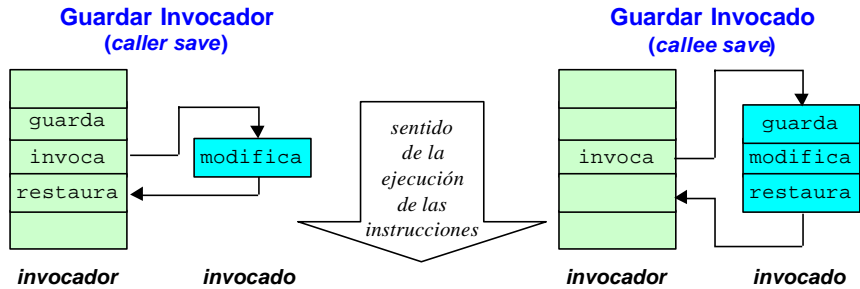 Guardar Invocador
(caller save)
guarda
invoca
restaura
modifica
invocador
invocado
sentido
de la
ejecución
de las
instrucciones
Guardar Invocado
(callee save)
invoca
guarda
modifica
restaura
invocador
invocado